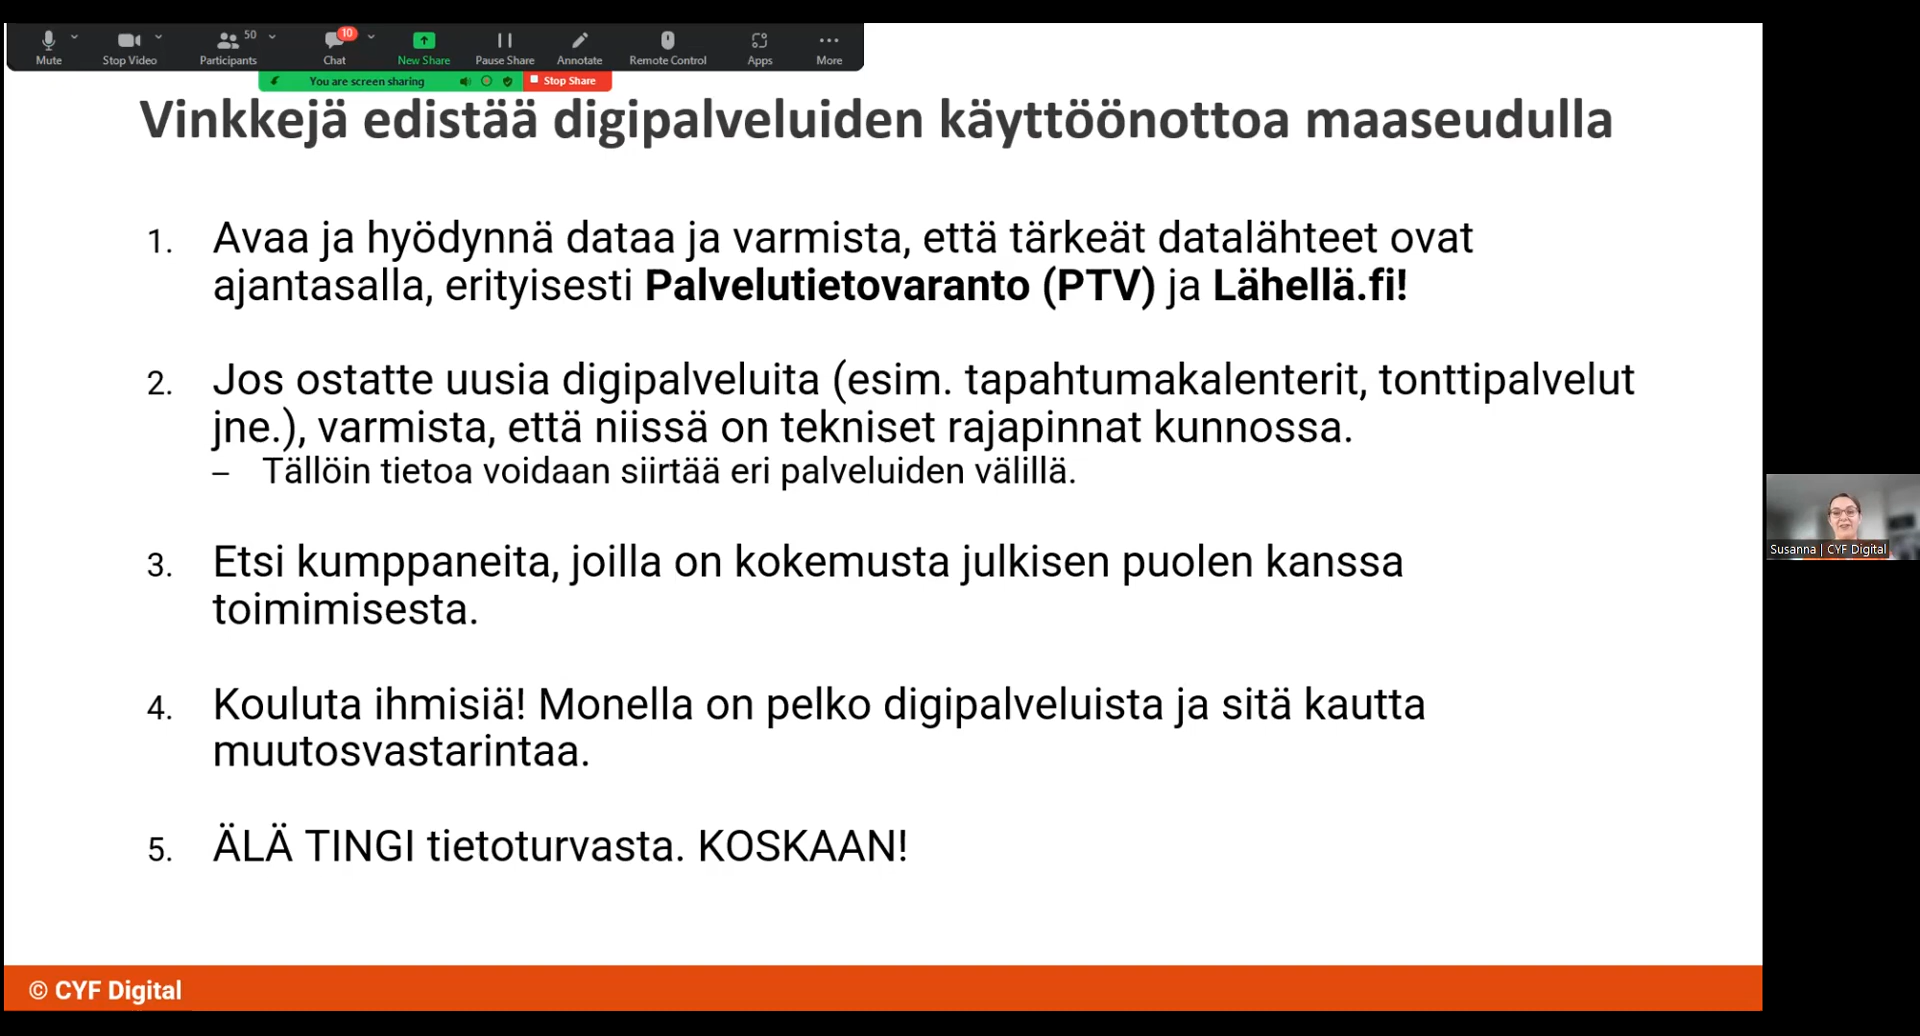 Mute
Stop Video
50
Participants
10
Chat
New Share
Pause Share
Annotate
Remote Control
Apps
More
You are screen sharing
Stop Share
Vinkkejä edistää digipalveluiden käyttöönottoa maaseudulla
1. Avaa ja hyödynnä dataa ja varmista, että tärkeät datalähteet ovat
ajantasalla, erityisesti Palvelutietovaranto (PTV) ja Lähellä.fi!
2. Jos ostatte uusia digipalveluita (esim. tapahtumakalenterit, tonttipalvelut
jne.), varmista, että niissä on tekniset rajapinnat kunnossa.
– Tällöin tietoa voidaan siirtää eri palveluiden välillä.
3. Etsi kumppaneita, joilla on kokemusta julkisen puolen kanssa
toimimisesta.
4. Kouluta ihmisiä! Monella on pelko digipalveluista ja sitä kautta
muutosvastarintaa.
5. ÄLÄ TINGI tietoturvasta. KOSKAAN!
Susanna | CYF Digital
© CYF Digital